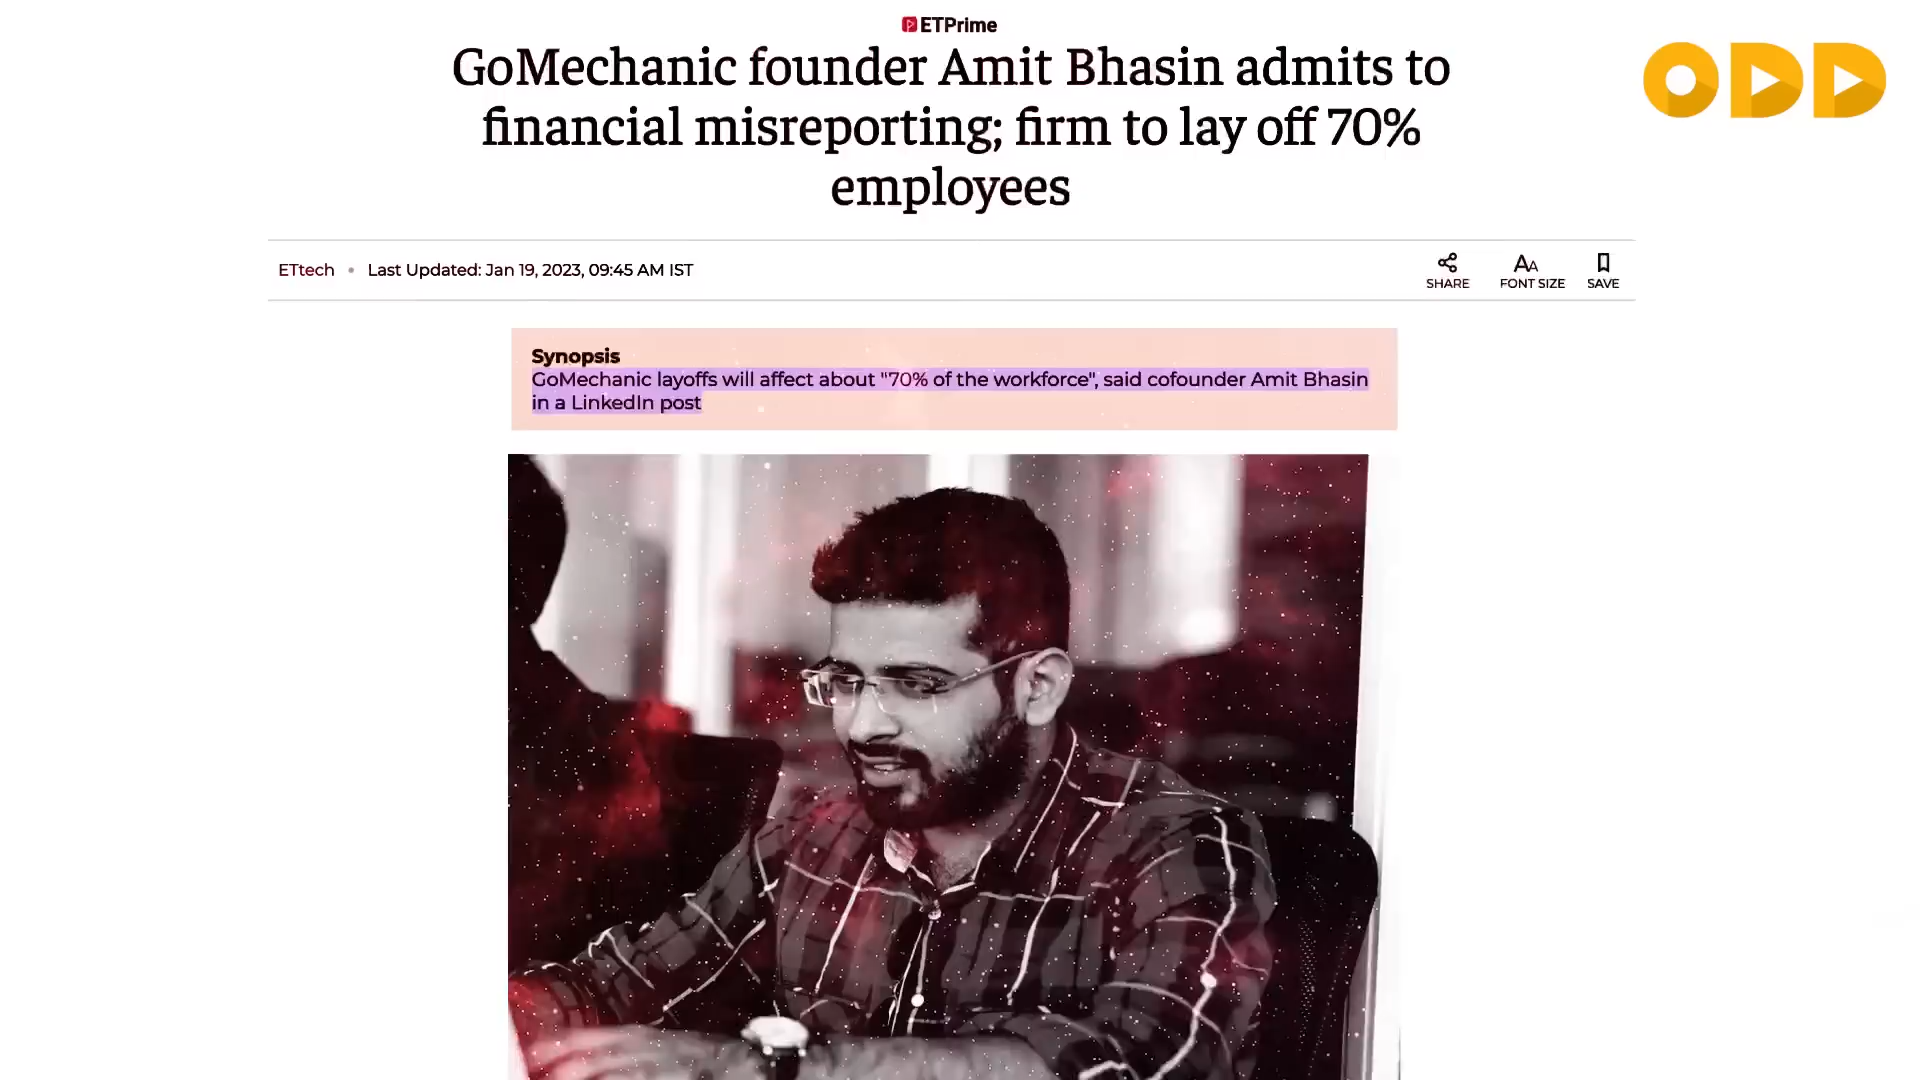 ETPrime
ODD
GoMechanic founder Amit Bhasin admits to
financial misreporting; firm to lay off 70%
employees
ETtech • Last Updated: Jan 19, 2023, 09:45 AM IST
SHARE FONT SIZE SAVE
Synopsis
GoMechanic layoffs will affect about "70% of the workforce", said cofounder Amit Bhasin
in a LinkedIn post